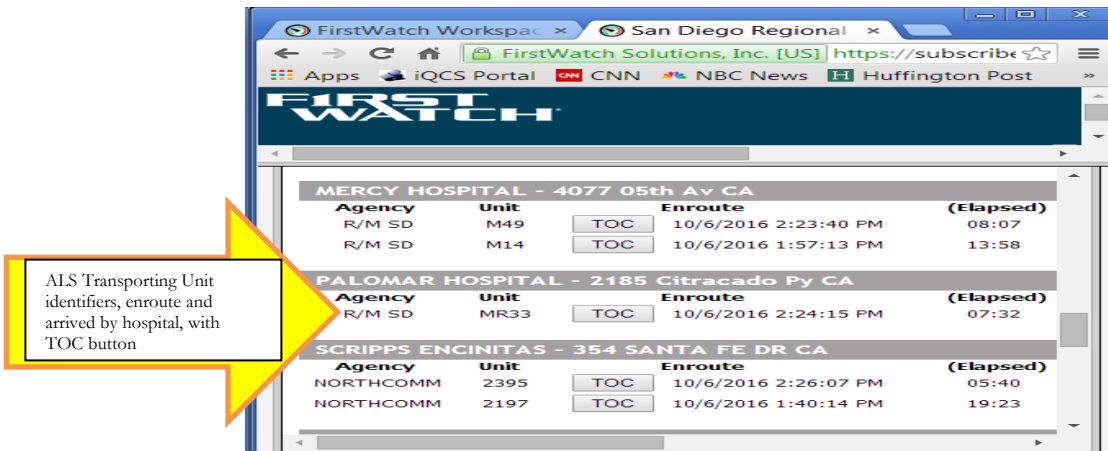 FirstWatch Workspac
San Diego Regional
FirstWatch Solutions, Inc. [US] https://subscribe
Apps iQCS Portal CNN CNN NBC News H Huffington Post »
FIRST
WATCH
MERCY HOSPITAL - 4077 05th Av CA
Agency Unit Enroute (Elapsed)
R/M SD M49 TOC 10/6/2016 2:23:40 PM 08:07
R/M SD M14 TOC 10/6/2016 1:57:13 PM 13:58
PALOMAR HOSPITAL - 2185 Citracado Py CA
Agency Unit Enroute (Elapsed)
R/M SD MR33 TOC 10/6/2016 2:24:15 PM 07:32
SCRIPPS ENCINITAS - 354 SANTA FE DR CA
Agency Unit Enroute (Elapsed)
NORTHCOMM 2395 TOC 10/6/2016 2:26:07 PM 05:40
NORTHCOMM 2197 TOC 10/6/2016 1:40:14 PM 19:23
ALS Transporting Unit
identifiers, enroute and
arrived by hospital, with
TOC button